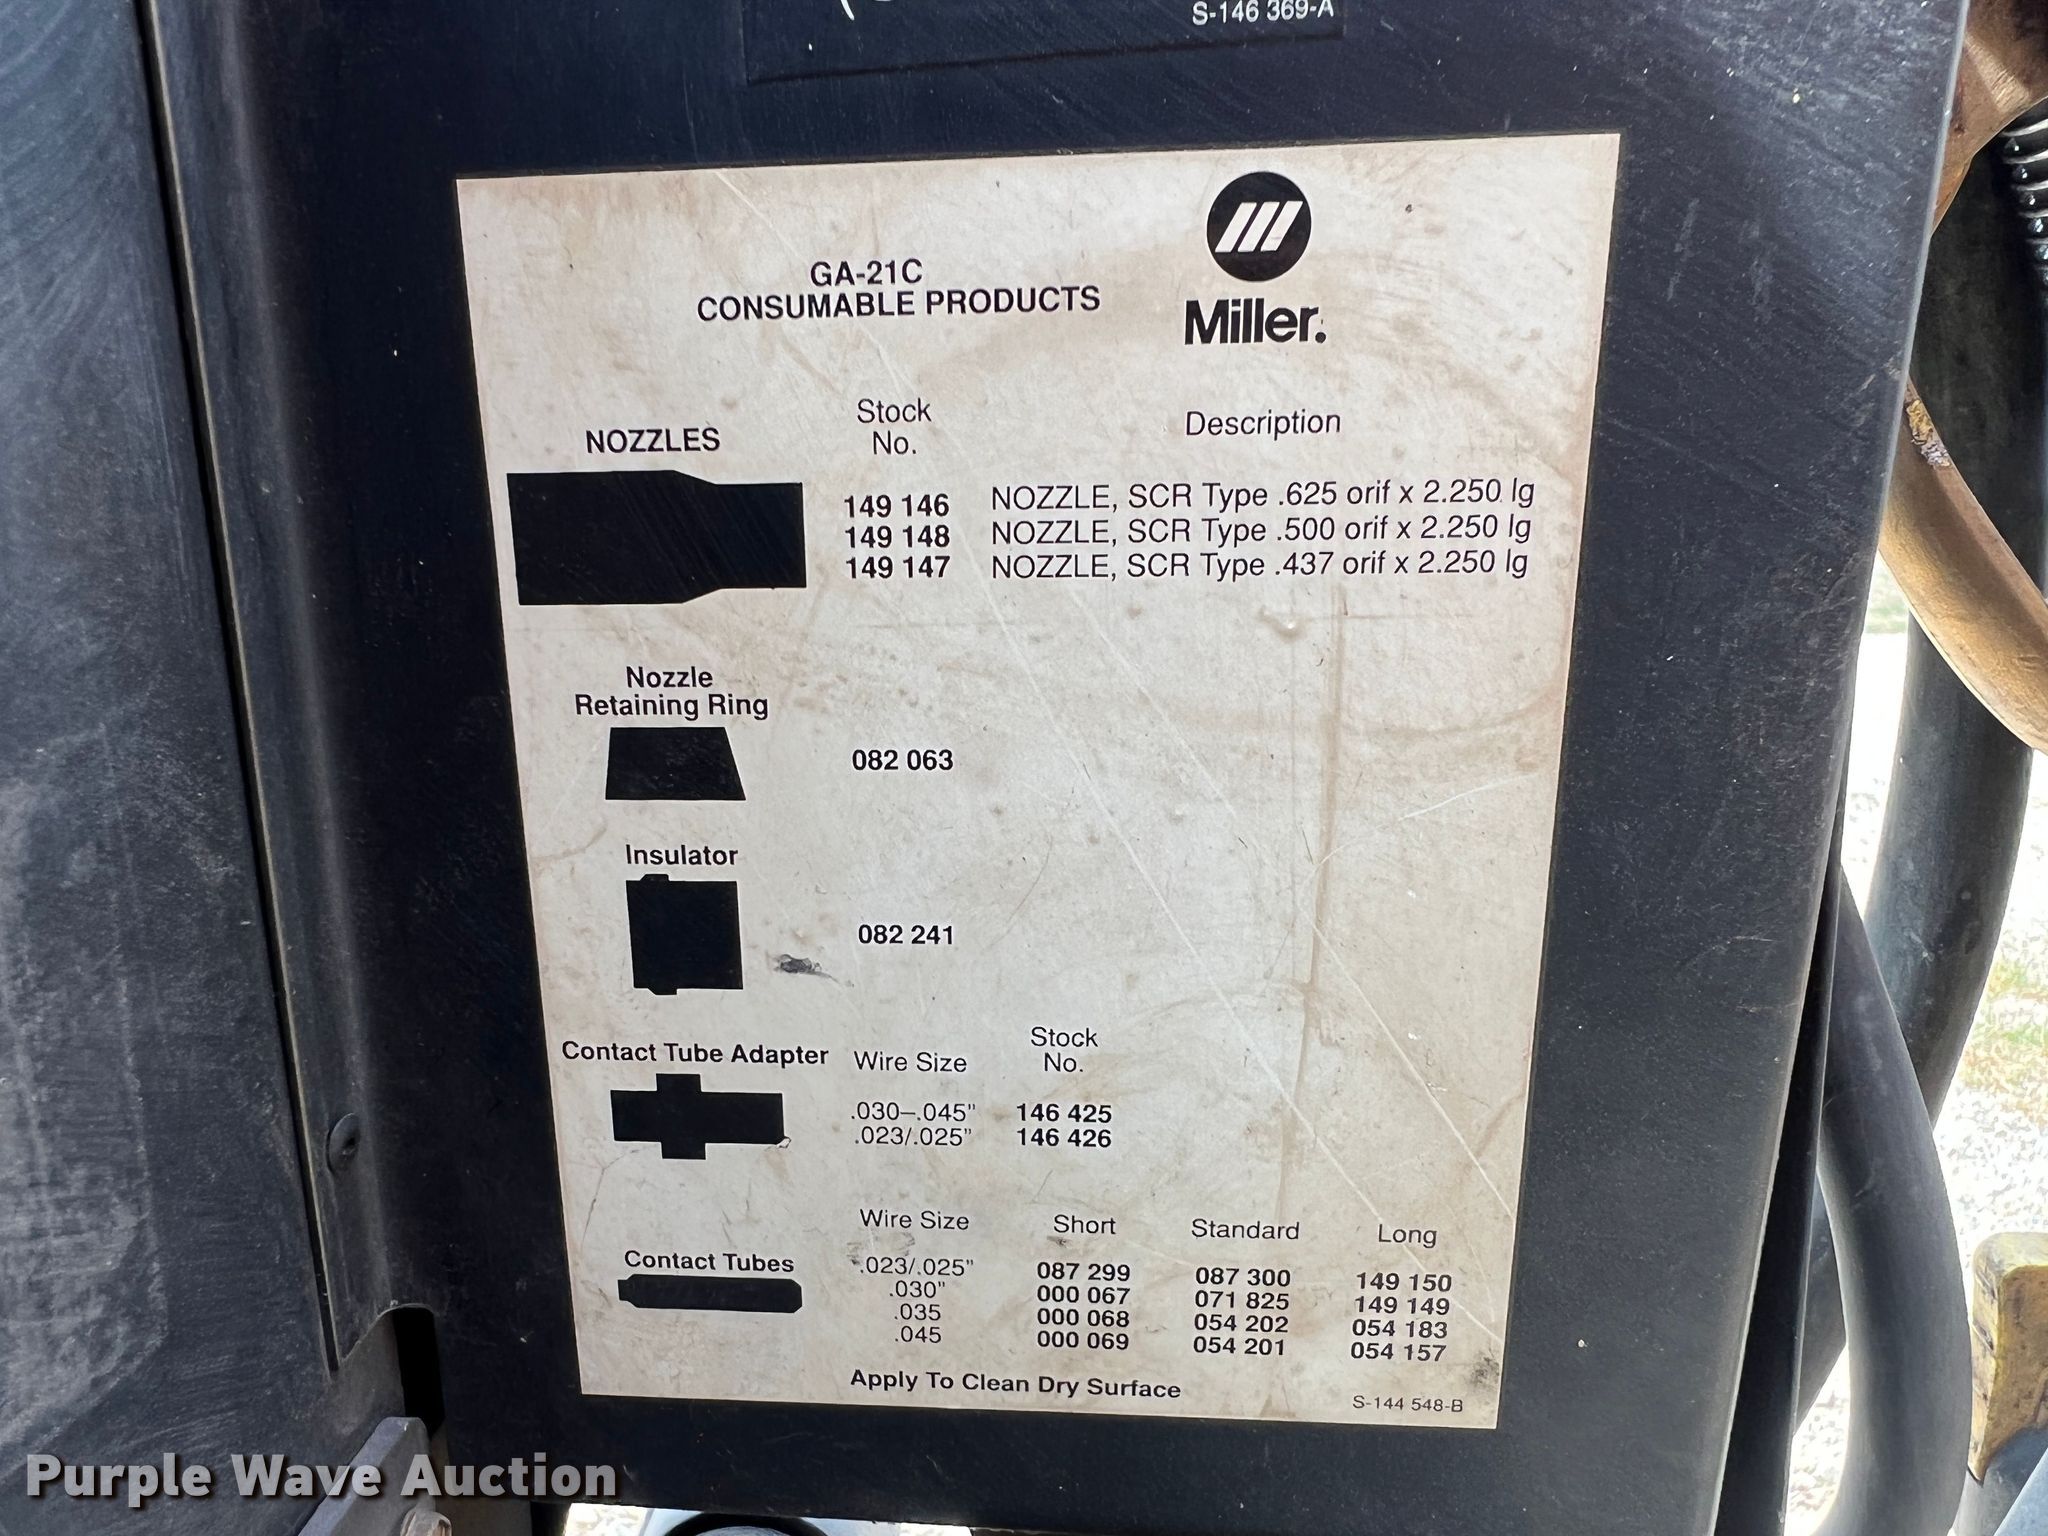 S-146 369-A
GA-21C
CONSUMABLE PRODUCTS
Miller.
NOZZLES
Stock
No.
Description
149 146 NOZZLE, SCR Type .625 orif x 2.250 lg
149 148 NOZZLE, SCR Type .500 orif x 2.250 lg
149 147 NOZZLE, SCR Type .437 orif x 2.250 lg
Nozzle
Retaining Ring
082 063
Insulator
082 241
Contact Tube Adapter Wire Size
Stock
No.
.030–.045" 146 425
.023/.025" 146 426
Wire Size Short Standard Long
Contact Tubes
.023/.025" 087 299 087 300 149 150
.030" 000 067 071 825 149 149
.035 000 068 054 202 054 183
.045 000 069 054 201 054 157
Apply To Clean Dry Surface
S-144 548-B
Purple Wave Auction